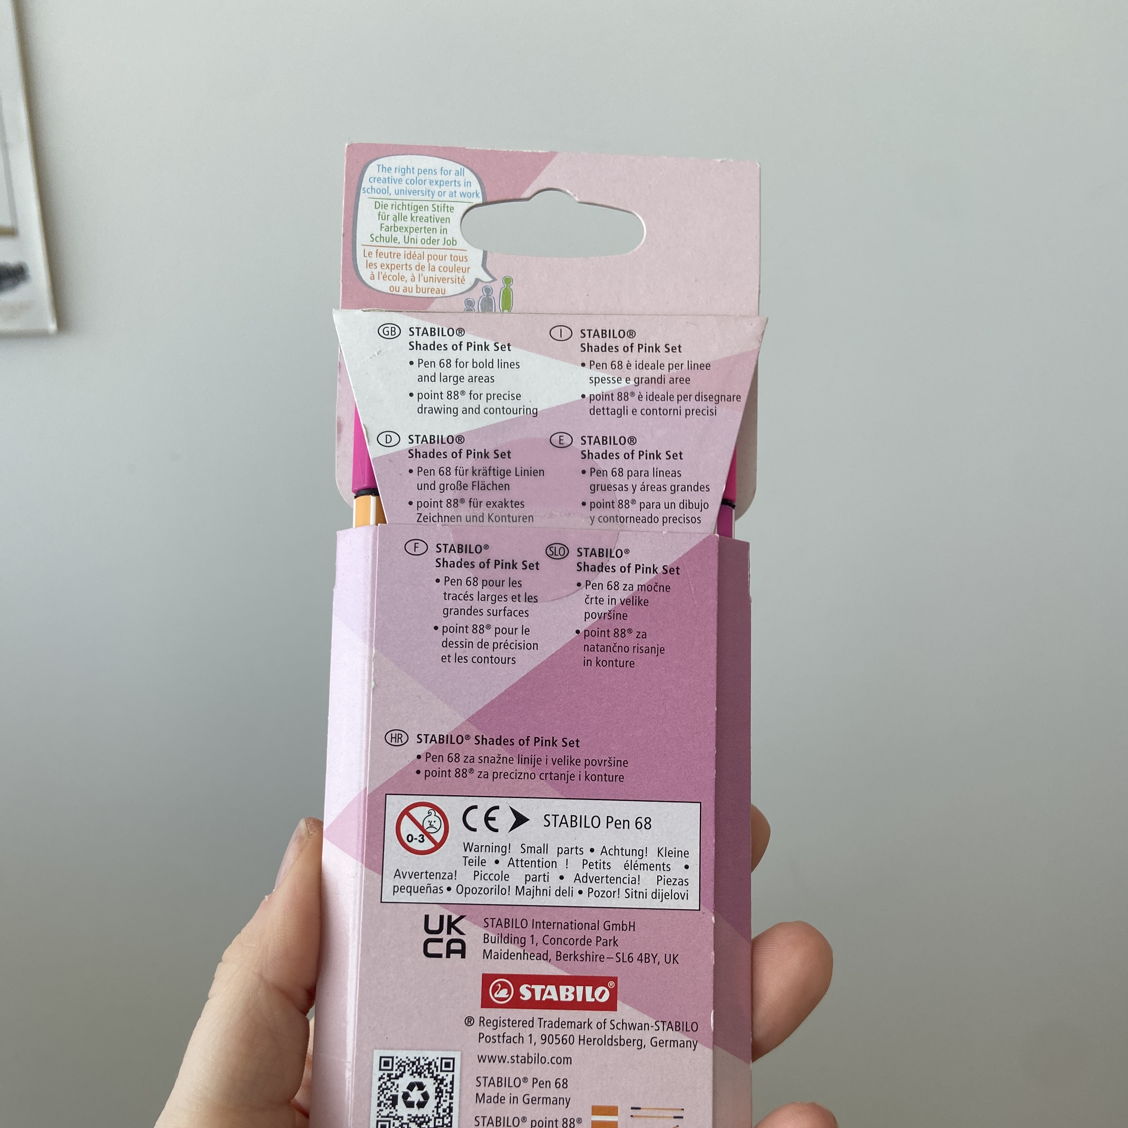 The right pens for all
creative color experts in
school, university or at work
Die richtigen Stifte
für alle kreativen
Farbexperten in
Schule, Uni oder Job
Le feutre idéal pour tous
les experts de la couleur
à l'école, à l'université
ou au bureau
GB STABILO®
Shades of Pink Set
• Pen 68 for bold lines
and large areas
• point 88® for precise
drawing and contouring
I STABILO®
Shades of Pink Set
• Pen 68 è ideale per linee
spesse e grandi aree
• point 88® è ideale per disegnare
dettagli e contorni precisi
D STABILO®
Shades of Pink Set
• Pen 68 für kräftige Linien
und große Flächen
• point 88® für exaktes
Zeichnen und Konturen
E STABILO®
Shades of Pink Set
• Pen 68 para líneas
gruesas y áreas grandes
• point 88® para un dibujo
y contorneado precisos
F STABILO®
Shades of Pink Set
• Pen 68 pour les
tracés larges et les
grandes surfaces
• point 88® pour le
dessin de précision
et les contours
SLO STABILO®
Shades of Pink Set
• Pen 68 za močne
črte in velike
površine
• point 88® za
natančno risanje
in konture
HR STABILO® Shades of Pink Set
• Pen 68 za snažne linije i velike površine
• point 88® za precizno crtanje i konture
0-3 CE STABILO Pen 68
Warning! Small parts • Achtung! Kleine
Teile • Attention ! Petits éléments •
Avvertenza! Piccole parti • Advertencia! Piezas
pequeñas • Opozorilo! Majhni deli • Pozor! Sitni dijelovi
UK
CA
STABILO International GmbH
Building 1, Concorde Park
Maidenhead, Berkshire–SL6 4BY, UK
STABILO®
® Registered Trademark of Schwan-STABILO
Postfach 1, 90560 Heroldsberg, Germany
www.stabilo.com
STABILO® Pen 68
Made in Germany
STABILO® point 88®